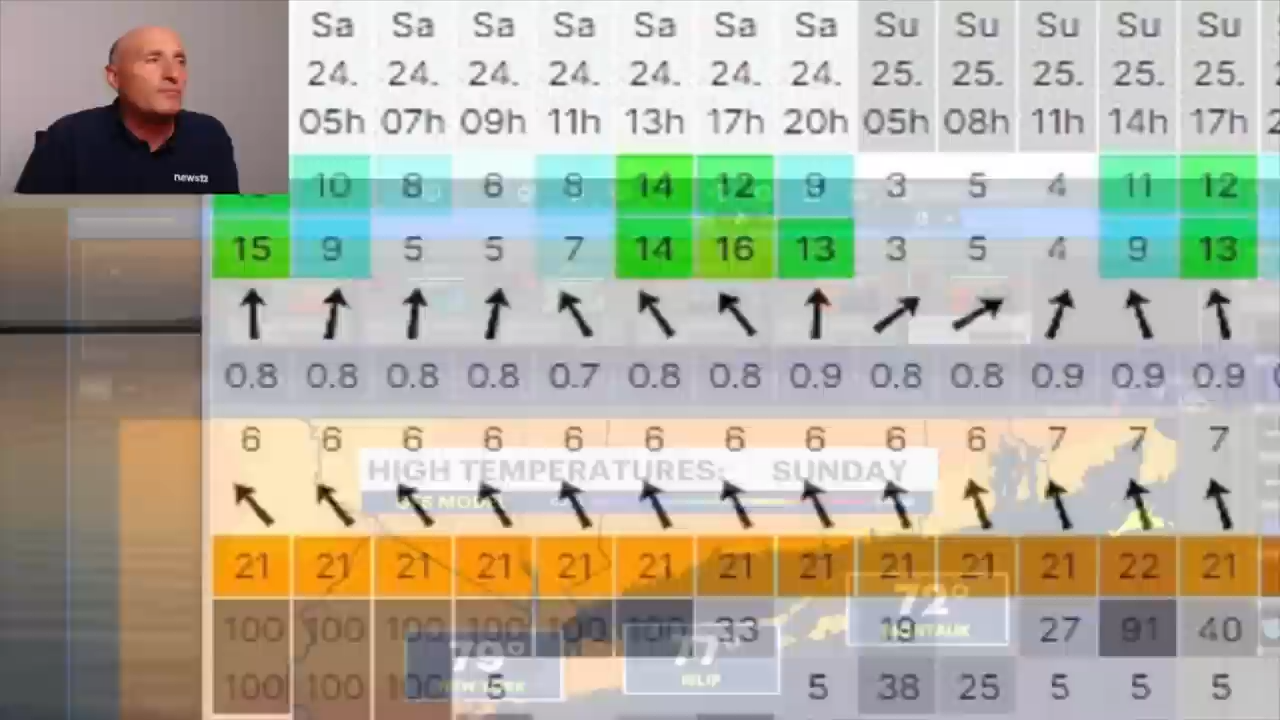 Sa Sa Sa Sa Sa Sa Sa Su Su Su Su Su
24. 24. 24. 24. 24. 24. 24. 25. 25. 25. 25. 25.
05h 07h 09h 11h 13h 17h 20h 05h 08h 11h 14h 17h
news12
10 8 6 8 14 12 9 3 5 4 11 12
15 9 5 5 7 14 16 13 3 5 4 9 13
0.8 0.8 0.8 0.8 0.7 0.8 0.8 0.9 0.8 0.8 0.9 0.9 0.9
6 6 6 6 6 6 6 6 6 6 7 7 7
HIGH TEMPERATURES: SUNDAY
21 21 21 21 21 21 21 21 21 21 21 22 21
72°
MONTAUK
100 100 100 100 100 100 33 19 27 91 40
79°
NEW YORK
77°
ISLIP
100 100 100 5 5 38 25 5 5 5